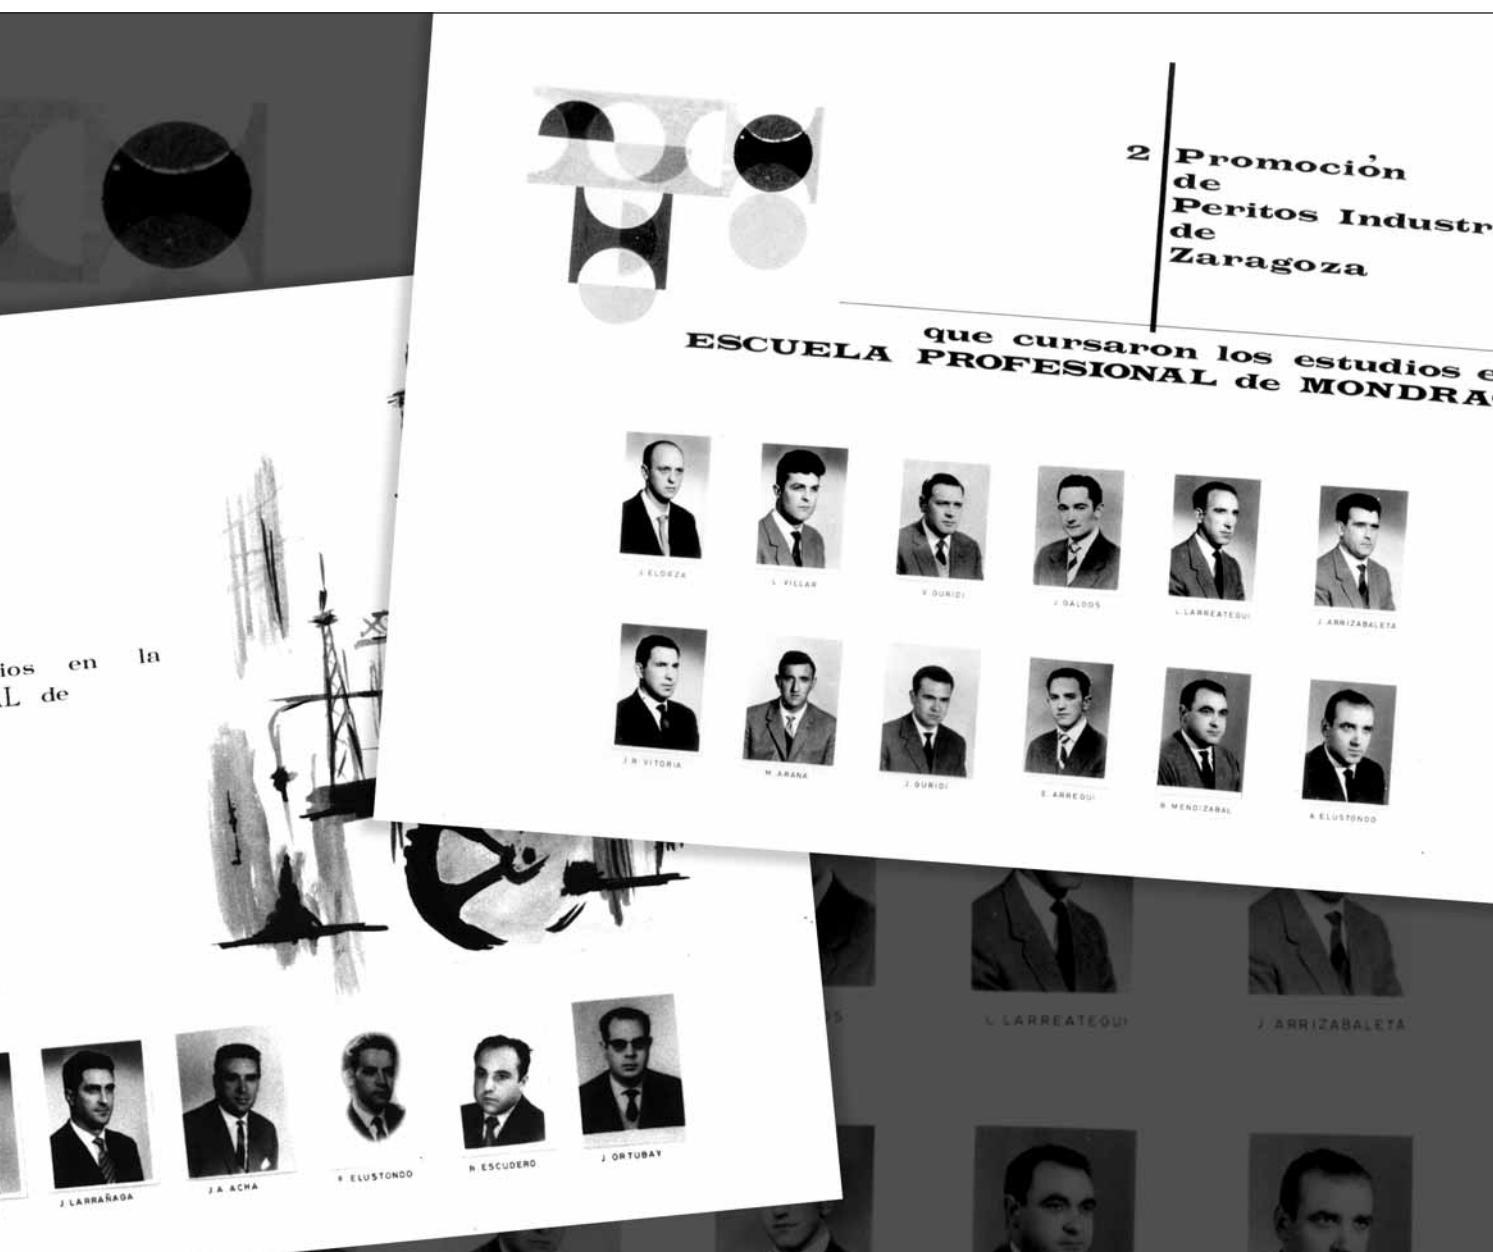 2 Promoción
de
Peritos Industr
de
Zaragoza
que cursaron los estudios e
ESCUELA PROFESIONAL de MONDRA
J. ELORZA
L. VILLAR
V. GURIDI
J. GALDOS
L. LARREATEGUI
J. ARRIZABALETA
J. R. VITORIA
M. ARANA
J. GURIDI
E. ARREGUI
B. MENDIZABAL
A. ELUSTONDO
ios en la
AL de
L. LARREATEGUI
J. ARRIZABALETA
J. LARRAÑAGA
J. A. ACHA
ELUSTONDO
R. ESCUDERO
J. ORTUBAY